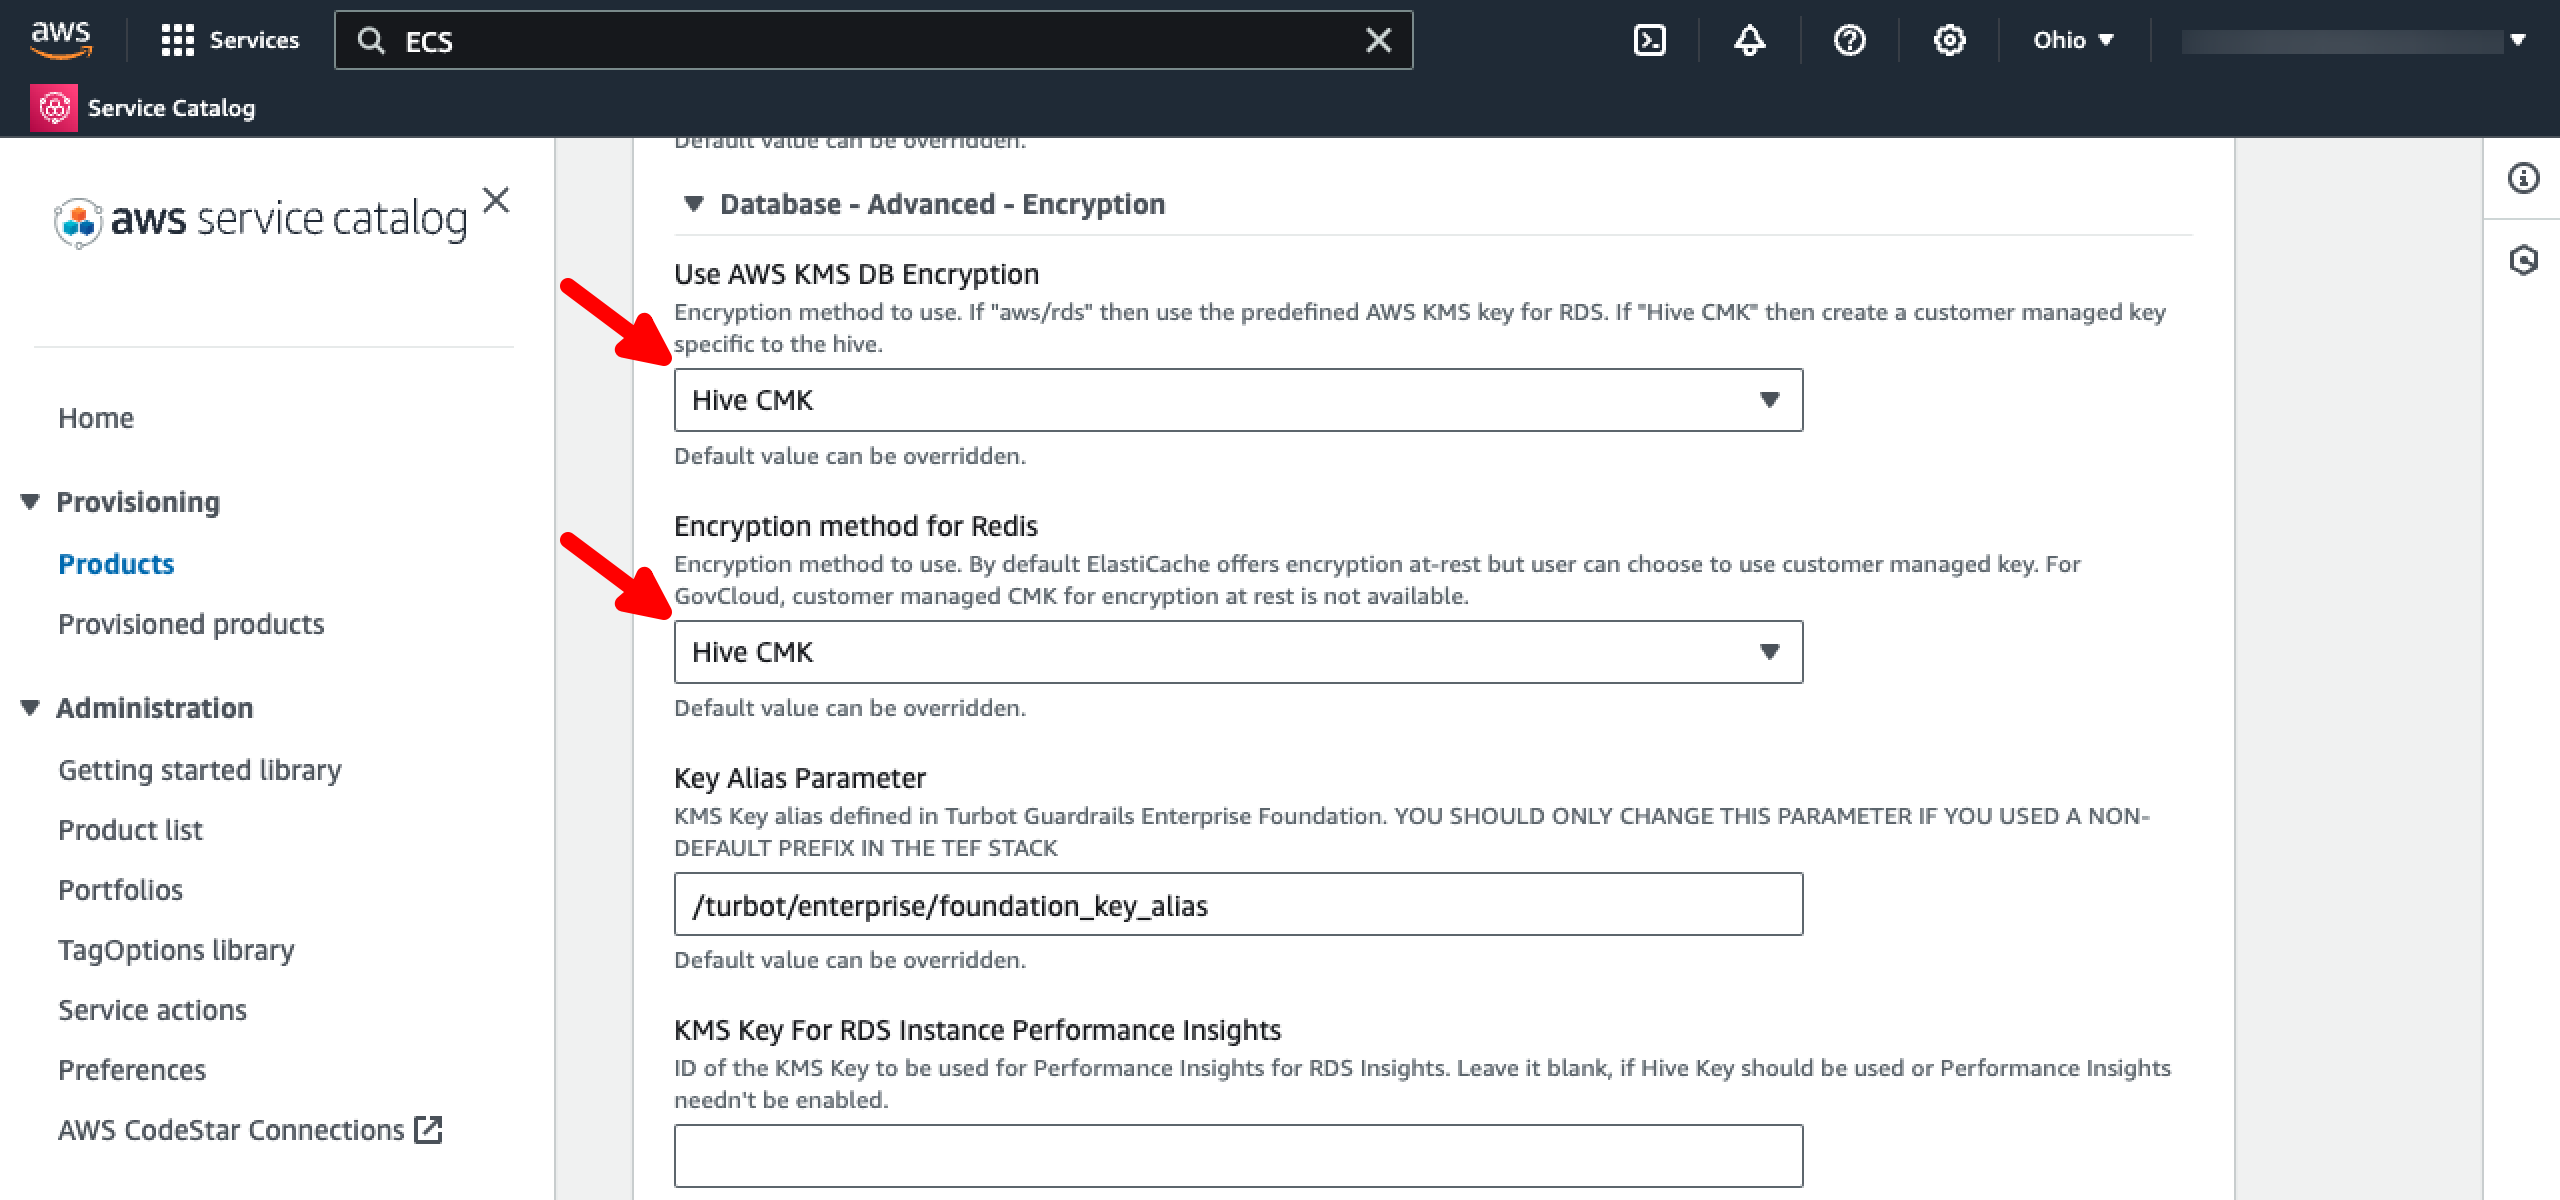 aws
Services
ECS
Ohio
Service Catalog
Default value can be overridden.
aws service catalog
Home
Provisioning
Products
Provisioned products
Administration
Getting started library
Product list
Portfolios
TagOptions library
Service actions
Preferences
AWS CodeStar Connections
Database - Advanced - Encryption
Use AWS KMS DB Encryption
Encryption method to use. If "aws/rds" then use the predefined AWS KMS key for RDS. If "Hive CMK" then create a customer managed key
specific to the hive.
Hive CMK
Default value can be overridden.
Encryption method for Redis
Encryption method to use. By default ElastiCache offers encryption at-rest but user can choose to use customer managed key. For
GovCloud, customer managed CMK for encryption at rest is not available.
Hive CMK
Default value can be overridden.
Key Alias Parameter
KMS Key alias defined in Turbot Guardrails Enterprise Foundation. YOU SHOULD ONLY CHANGE THIS PARAMETER IF YOU USED A NON-
DEFAULT PREFIX IN THE TEF STACK
/turbot/enterprise/foundation_key_alias
Default value can be overridden.
KMS Key For RDS Instance Performance Insights
ID of the KMS Key to be used for Performance Insights for RDS Insights. Leave it blank, if Hive Key should be used or Performance Insights
needn't be enabled.